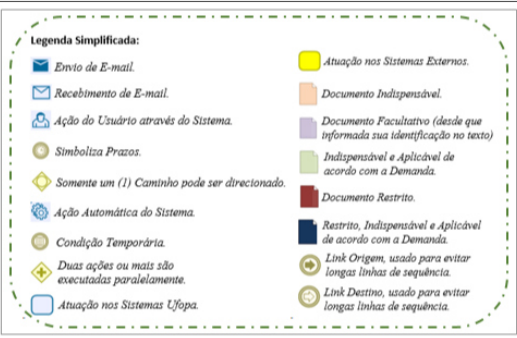 Legenda Simplificada:
Envio de E-mail.
Recebimento de E-mail.
Ação do Usuário através do Sistema.
Simboliza Prazos.
Somente um (1) Caminho pode ser direcionado.
Ação Automática do Sistema.
Condição Temporária.
Duas ações ou mais são
executadas paralelamente.
Atuação nos Sistemas Ufopa.
Atuação nos Sistemas Externos.
Documento Indispensável.
Documento Facultativo (desde que
informada sua identificação no texto)
Indispensável e Aplicável de
acordo com a Demanda.
Documento Restrito.
Restrito, Indispensável e Aplicável
de acordo com a Demanda.
Link Origem, usado para evitar
longas linhas de sequência.
Link Destino, usado para evitar
longas linhas de sequência.